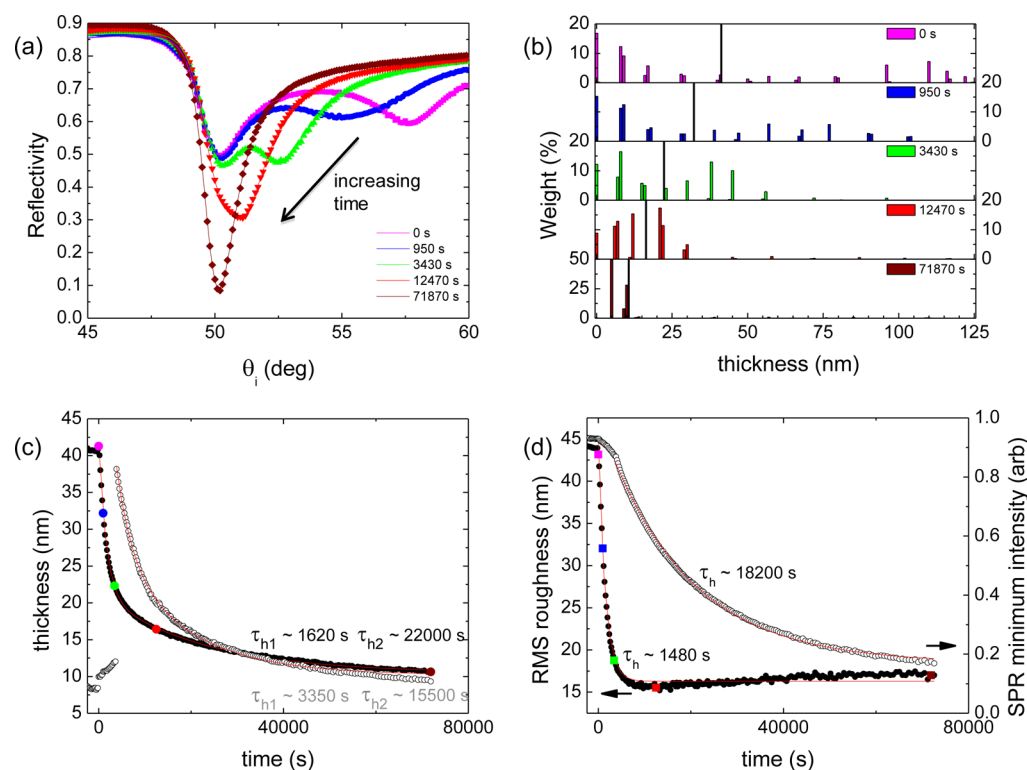 (a)
0.9
0.8
0.7
0.6
0.5
0.4
0.3
0.2
0.1
0.0
Reflectivity
45
50
55
60
θi (deg)
increasing
time
0 s
950 s
3430 s
12470 s
71870 s
(b)
20
10
0
20
10
0
20
10
0
20
10
0
50
25
0
Weight (%)
0 s
950 s
3430 s
12470 s
71870 s
0
25
50
75
100
125
thickness (nm)
(c)
45
40
35
30
25
20
15
10
5
thickness (nm)
τh1 ~ 1620 s τh2 ~ 22000 s
τh1 ~ 3350 s τh2 ~ 15500 s
0
20000
40000
60000
80000
time (s)
(d)
45
40
35
30
25
20
15
RMS roughness (nm)
τh ~ 18200 s
τh ~ 1480 s
1.0
0.8
0.6
0.4
0.2
0.0
SPR minimum intensity (arb)
0
20000
40000
60000
80000
time (s)